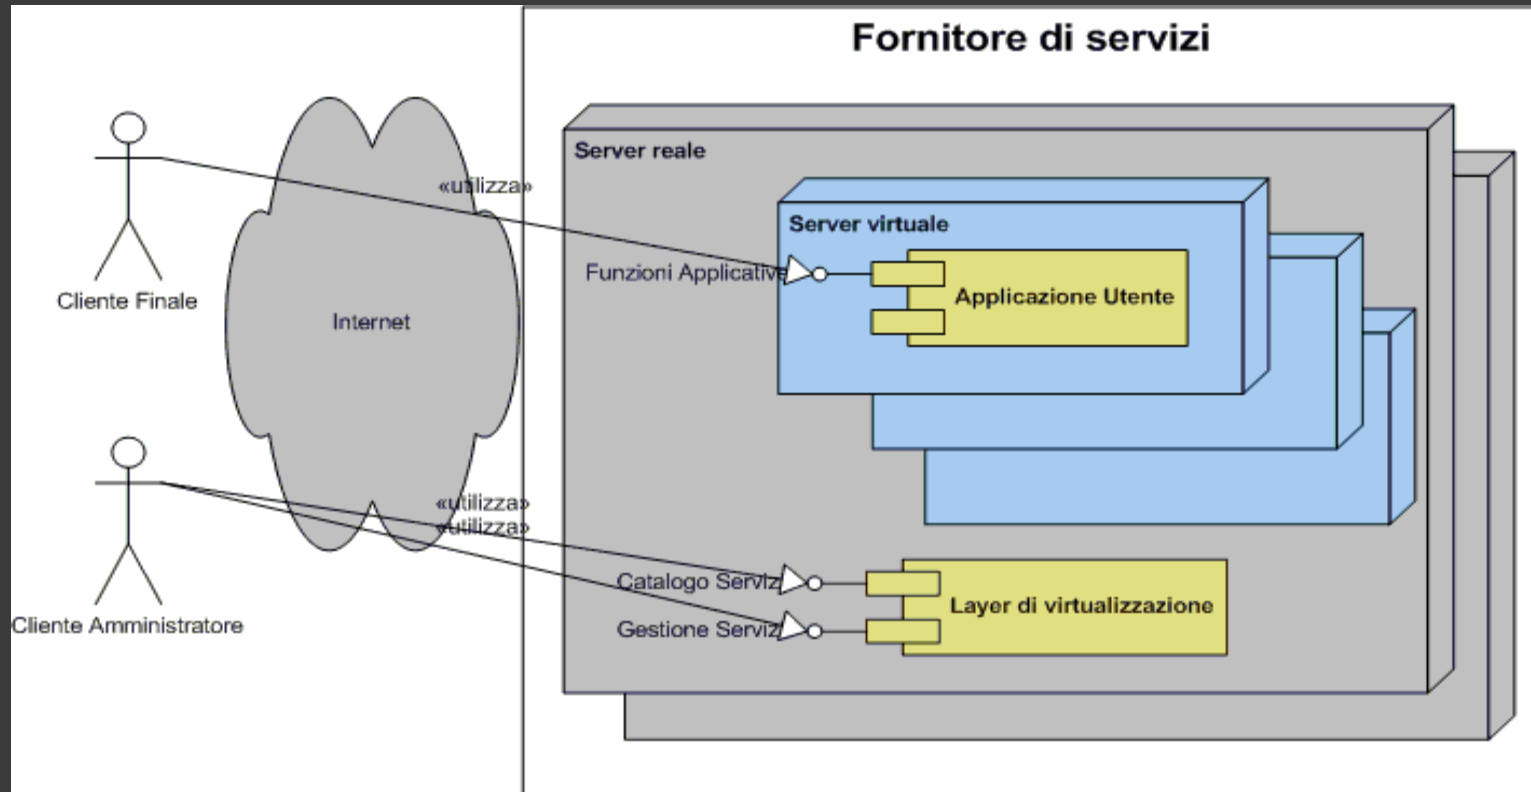 Fornitore di servizi
Server reale
«utilizza»
Server virtuale
Funzioni Applicative
Applicazione Utente
Cliente Finale
Internet
«utilizza»
«utilizza»
Catalogo Serviz
Layer di virtualizzazione
Gestione Serviz
Cliente Amministratore